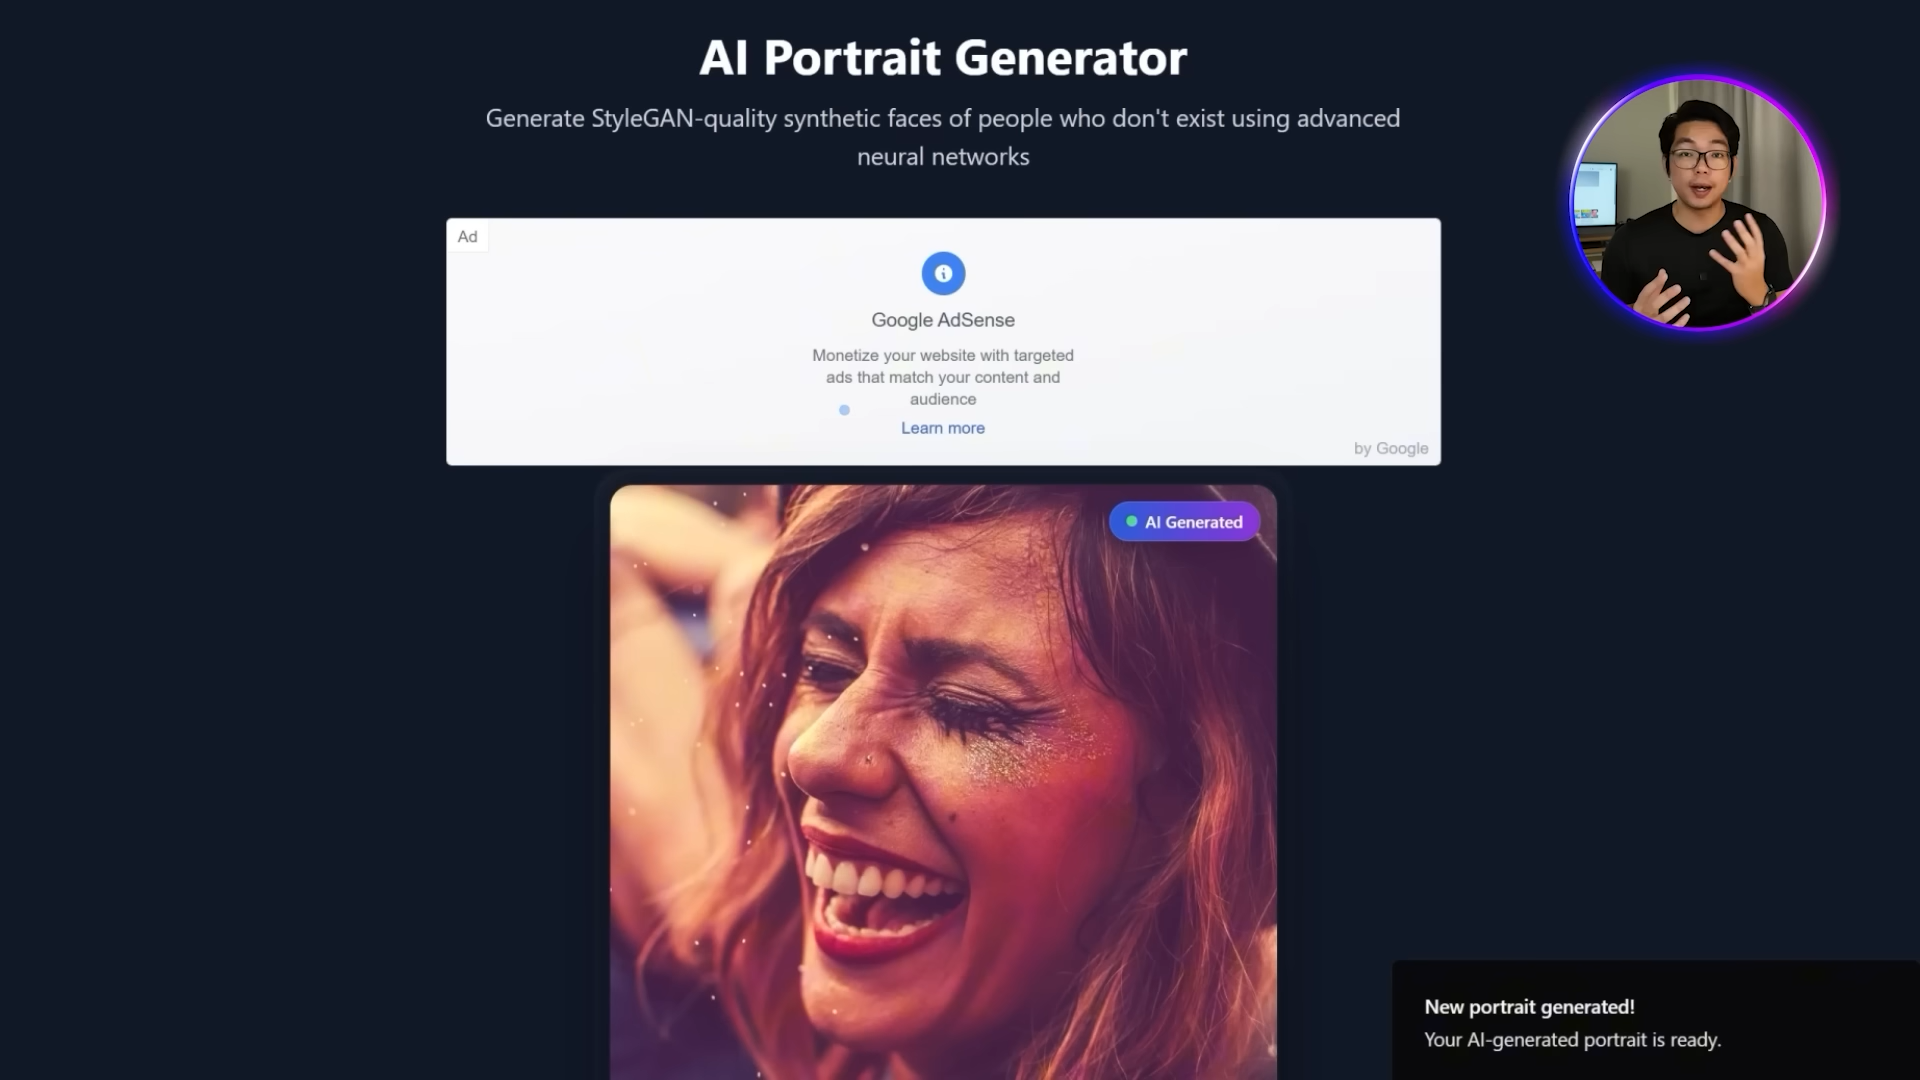 AI Portrait Generator
Generate StyleGAN-quality synthetic faces of people who don't exist using advanced
neural networks
Ad
Google AdSense
Monetize your website with targeted
ads that match your content and
audience
Learn more
by Google
AI Generated
New portrait generated!
Your AI-generated portrait is ready.